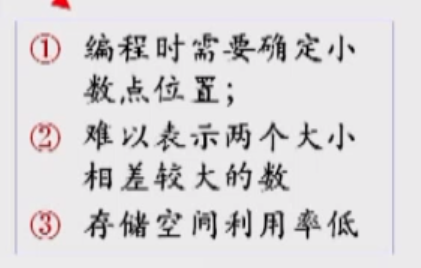 ① 编程时需要确定小
数点位置；
② 难以表示两个大小
相差较大的数
③ 存储空间利用率低